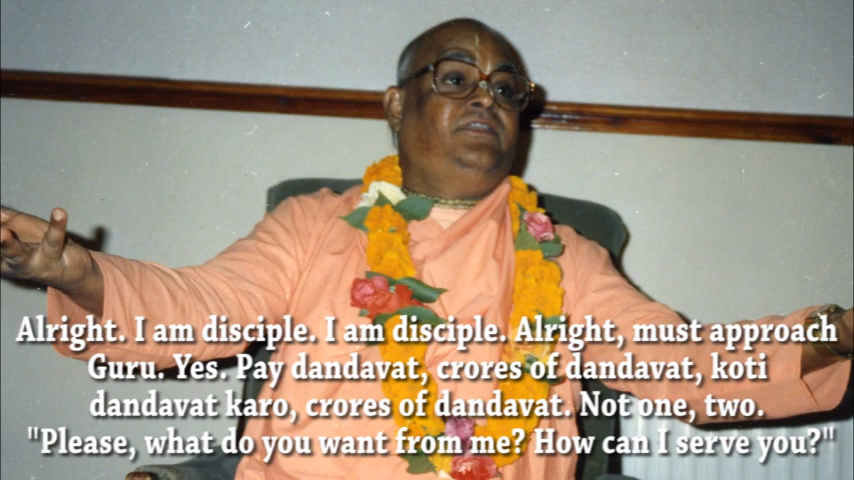 Alright. I am disciple. I am disciple. Alright, must approach
Guru. Yes. Pay dandavat, crores of dandavat, koti
dandavat karo, crores of dandavat. Not one, two.
"Please, what do you want from me? How can I serve you?"